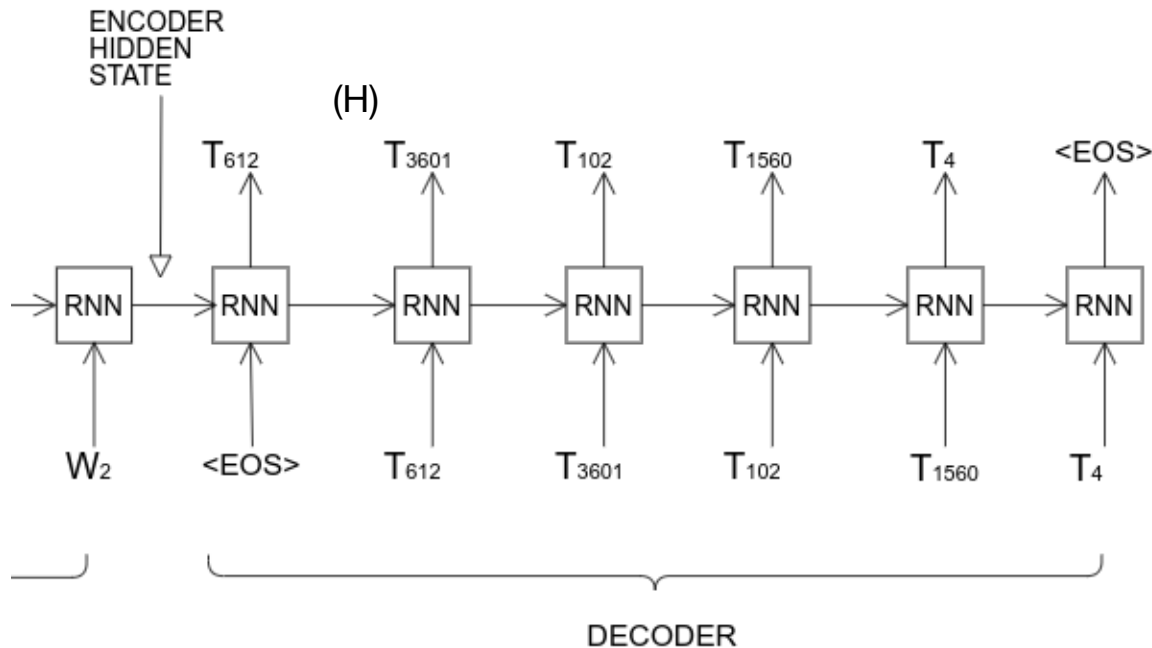 ENCODER
HIDDEN
STATE
(H)
T612 T3601 T102 T1560 T4 <EOS>
RNN RNN RNN RNN RNN RNN RNN
W2 <EOS> T612 T3601 T102 T1560 T4
DECODER